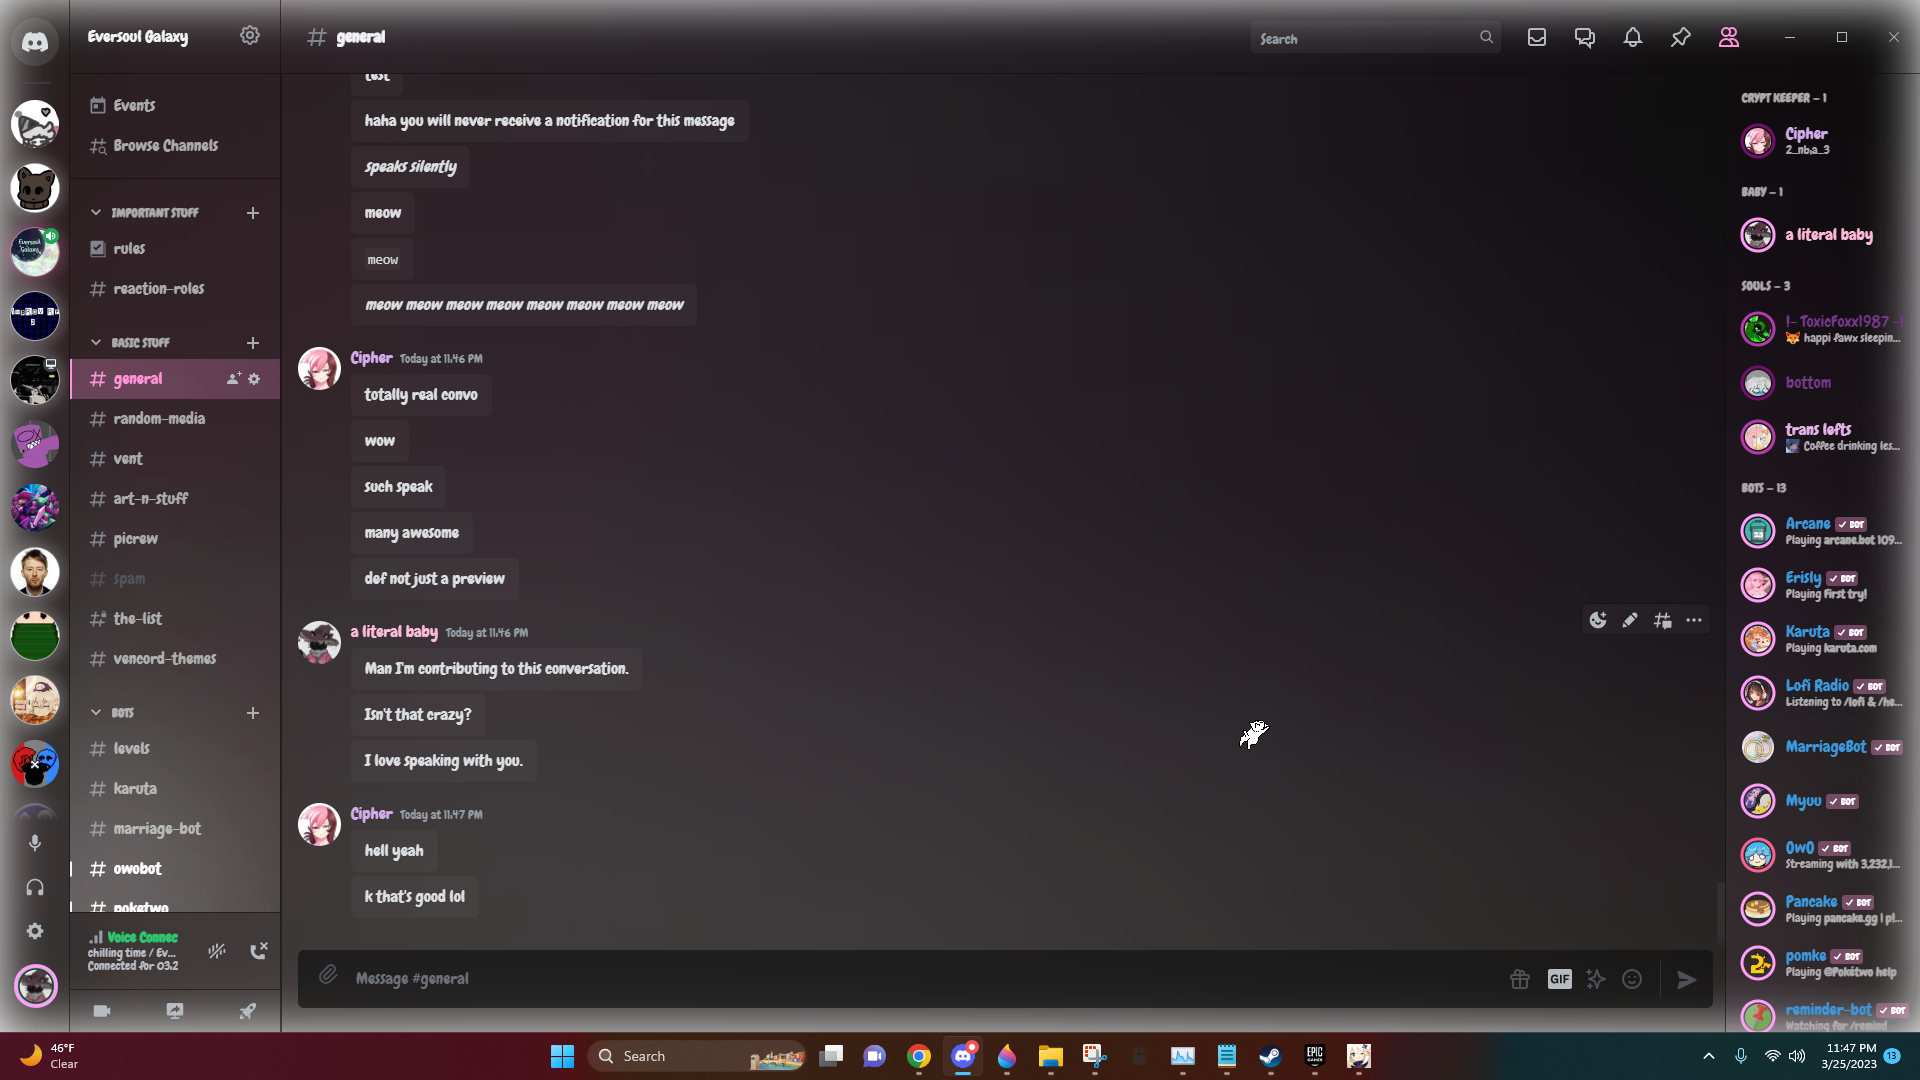 Eversoul Galaxy
Events
Browse Channels
IMPORTANT STUFF
rules
reaction-roles
BASIC STUFF
general
random-media
vent
art-n-stuff
picrew
spam
the-list
vencord-themes
BOTS
levels
karuta
marriage-bot
owobot
poketwo
Voice Connec
chilling time / Ev...
Connected for 03:2
general
Search
test
haha you will never receive a notification for this message
speaks silently
meow
meow
meow meow meow meow meow meow meow meow
Cipher Today at 11:46 PM
totally real convo
wow
such speak
many awesome
def not just a preview
a literal baby Today at 11:46 PM
Man I'm contributing to this conversation.
Isn't that crazy?
I love speaking with you.
Cipher Today at 11:47 PM
hell yeah
k that's good lol
Message #general
GIF
CRYPT KEEPER – 1
Cipher
BABY – 1
a literal baby
SOULS – 3
!- ToxicFoxx1987 -!
happi fawx sleepin...
bottom
trans lefts
Coffee drinking les...
BOTS – 13
Arcane BOT
Playing arcane.bot 109...
Erisly BOT
Playing First try!
Karuta BOT
Playing karuta.com
Lofi Radio BOT
Listening to /lofi & /he...
MarriageBot BOT
Myuu BOT
OwO BOT
Streaming with 3,232,1...
Pancake BOT
Playing pancake.gg | p!...
pomke BOT
Playing @Pokétwo help
reminder-bot BOT
Watching for /remind
46°F
Clear
Search
EPIC
GAMES
11:47 PM
3/25/2023
13